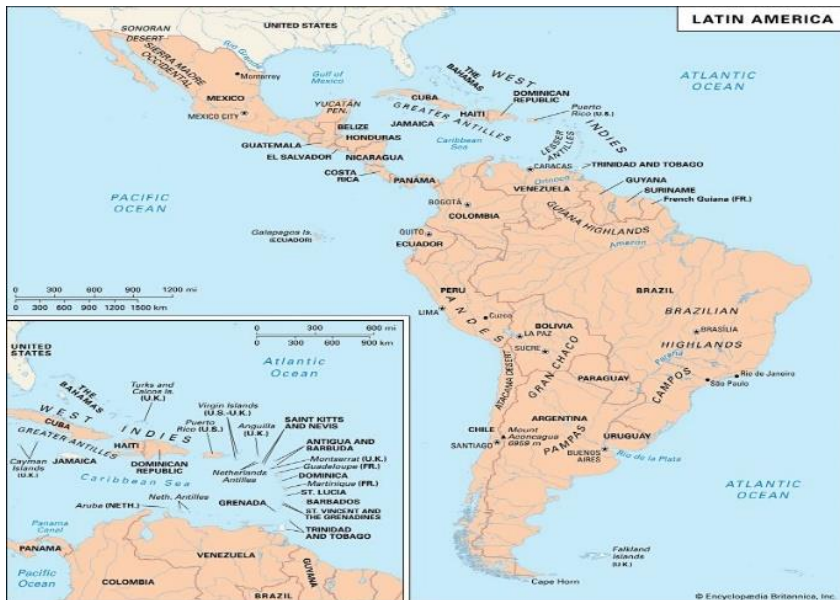 LATIN AMERICA
UNITED STATES
SONORAN
DESERT
SIERRA MADRE
OCCIDENTAL
Rio Grande
Monterrey
MEXICO
MEXICO CITY
Gulf of
Mexico
YUCATÁN
PEN.
THE
BAHAMAS
WEST
INDIES
CUBA
GREATER ANTILLES
JAMAICA
HAITI
DOMINICAN
REPUBLIC
Puerto
Rico (U.S.)
ATLANTIC
OCEAN
BELIZE
HONDURAS
GUATEMALA
EL SALVADOR
NICARAGUA
COSTA
RICA
PANAMA
Caribbean
Sea
LESSER
ANTILLES
TRINIDAD AND TOBAGO
CARACAS
Orinoco
VENEZUELA
GUYANA
SURINAME
French Guiana (FR.)
PACIFIC
OCEAN
BOGOTÁ
COLOMBIA
GUIANA HIGHLANDS
QUITO
ECUADOR
Galapagos Is.
(ECUADOR)
Amazon
PERU
LIMA
ANDES
Cuzco
BRAZIL
BRAZILIAN
HIGHLANDS
BRASÍLIA
BOLIVIA
LA PAZ
SUCRE
GRAN CHACO
ATACAMA DESERT
PARAGUAY
Paraná
CAMPOS
São Paulo
Rio de Janeiro
ARGENTINA
CHILE
Mount
Aconcagua
6959 m
SANTIAGO
PAMPAS
URUGUAY
BUENOS
AIRES
Rio de la Plata
ATLANTIC
OCEAN
Falkland
Islands
(U.K.)
Cape Horn
© Encyclopædia Britannica, Inc.
0 300 600 900 1200 mi
0 300 600 900 1200 1500 km
0 300 600 mi
0 300 600 900 km
UNITED
STATES
Atlantic
Ocean
THE
BAHAMAS
Turks and
Caicos Is.
(U.K.)
WEST INDIES
CUBA
GREATER ANTILLES
Cayman
Islands
(U.K.)
JAMAICA
HAITI
DOMINICAN
REPUBLIC
Puerto
Rico (U.S.)
Virgin Islands
(U.S.-U.K.)
Anguilla
(U.K.)
SAINT KITTS
AND NEVIS
ANTIGUA AND
BARBUDA
Montserrat (U.K.)
Guadeloupe (FR.)
DOMINICA
Martinique (FR.)
ST. LUCIA
BARBADOS
ST. VINCENT AND
THE GRENADINES
TRINIDAD
AND TOBAGO
Netherlands
Antilles
Caribbean Sea
Neth. Antilles
Aruba (NETH.)
GRENADA
Panama
Canal
PANAMA
Pacific
Ocean
COLOMBIA
VENEZUELA
GUYANA
BRAZIL